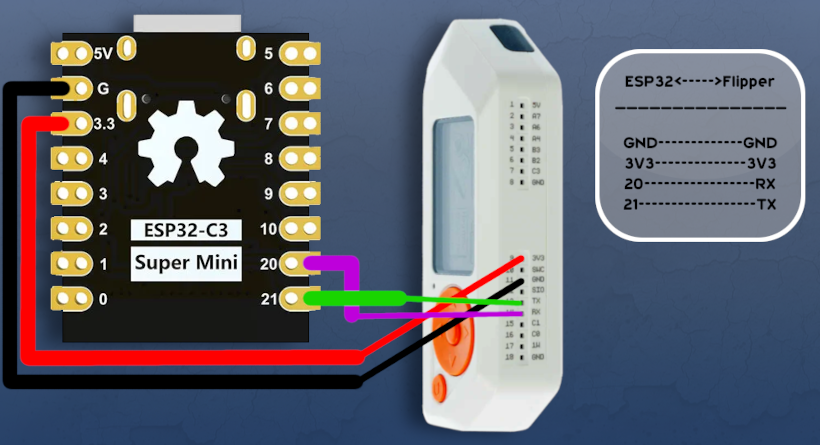 5V
G
3.3
4
3
2
1
0
5
6
7
8
9
10
20
21
ESP32-C3
Super Mini
1 5V
2 A7
3 A6
4 A4
5 B3
6 B2
7 C3
8 GND
9 3V3
10 SWC
11 GND
SIO
TX
RX
15 C1
16 C0
17 1W
18 GND
ESP32<----->Flipper
----------------
GND------------GND
3V3-------------3V3
20----------------RX
21-----------------TX